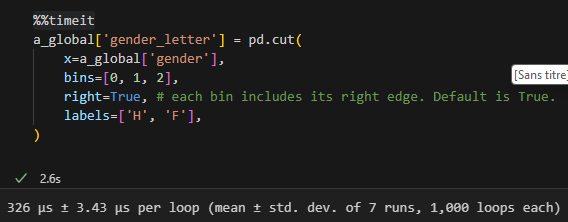 %%timeit
a_global['gender_letter'] = pd.cut(
    x=a_global['gender'],
    bins=[0, 1, 2],
    right=True, # each bin includes its right edge. Default is True.
    labels=['H', 'F'],
)
[Sans titre]
2.6s
326 µs ± 3.43 µs per loop (mean ± std. dev. of 7 runs, 1,000 loops each)